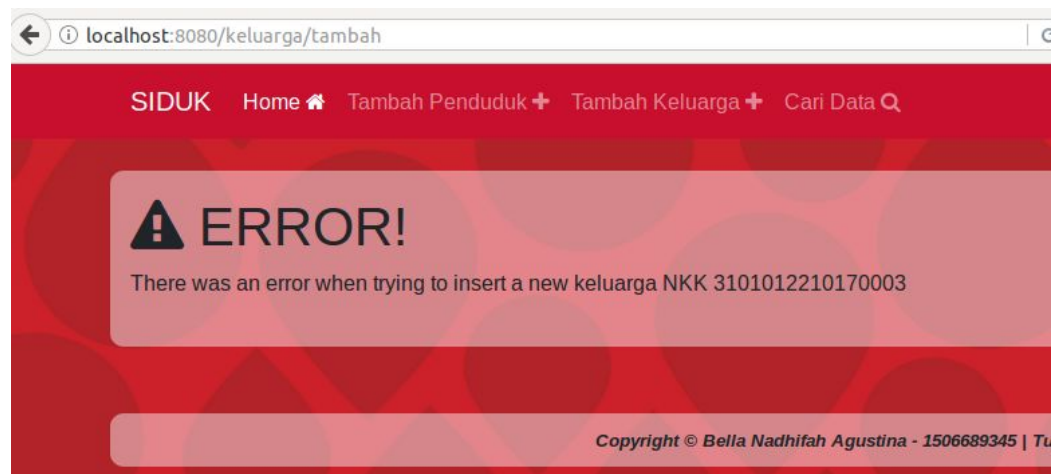 localhost:8080/keluarga/tambah
SIDUK Home Tambah Penduduk Tambah Keluarga Cari Data
ERROR!
There was an error when trying to insert a new keluarga NKK 3101012210170003
Copyright © Bella Nadhifah Agustina - 1506689345 |